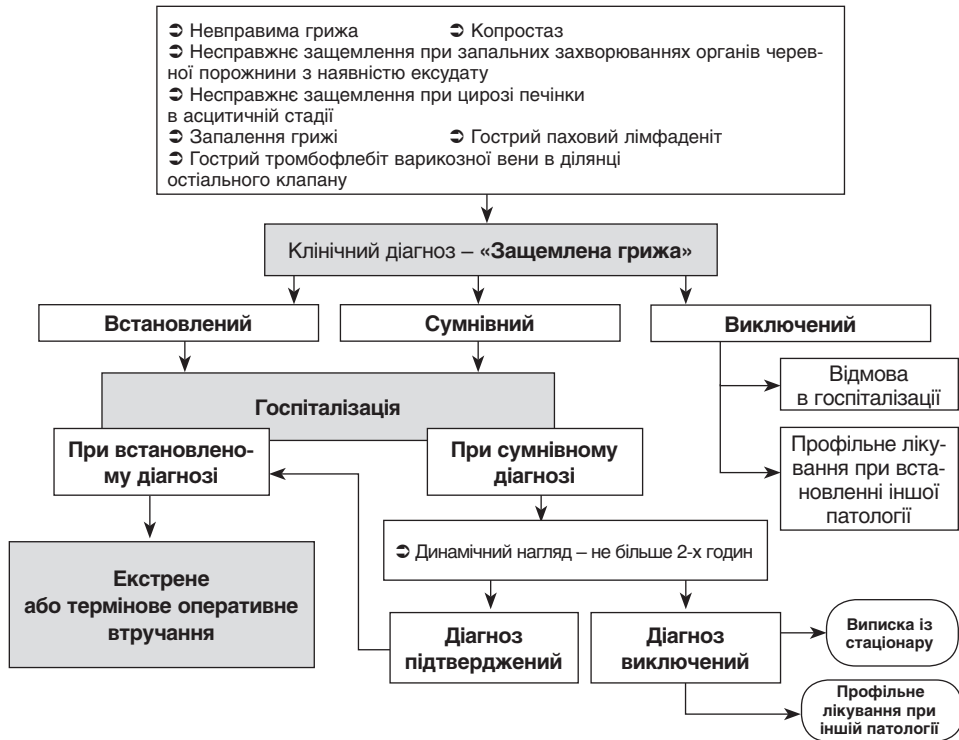 ➲ Невправима грижа ➲ Копростаз
➲ Несправжнє защемлення при запальних захворюваннях органів черев-
ної порожнини з наявністю ексудату
➲ Несправжнє защемлення при цирозі печінки
в асцитичній стадії
➲ Запалення грижі ➲ Гострий паховий лімфаденіт
➲ Гострий тромбофлебіт варикозної вени в ділянці
остіального клапану
Клінічний діагноз – «Защемлена грижа»
Встановлений
Сумнівний
Виключений
Відмова
в госпіталізації
Госпіталізація
При встановлено-
му діагнозі
При сумнівному
діагнозі
Профільне ліку-
вання при вста-
новленні іншої
патології
➲ Динамічний нагляд – не більше 2-х годин
Екстрене
або термінове оперативне
втручання
Діагноз
підтверджений
Діагноз
виключений
Виписка із
стаціонару
Профільне
лікування при
іншій патології